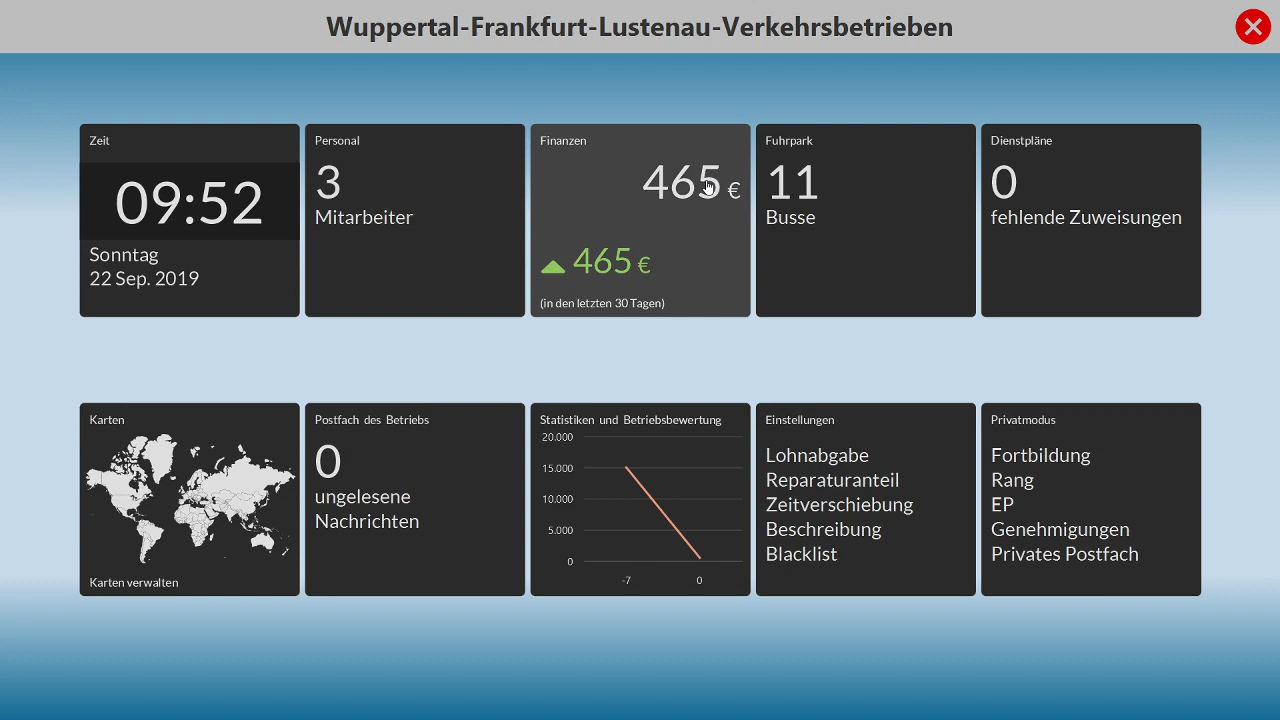 Wuppertal-Frankfurt-Lustenau-Verkehrsbetrieben
Zeit
09:52
Sonntag
22 Sep. 2019
Personal
3
Mitarbeiter
Finanzen
465 €
465 €
(in den letzten 30 Tagen)
Fuhrpark
11
Busse
Dienstpläne
0
fehlende Zuweisungen
Karten
Karten verwalten
Postfach des Betriebs
0
ungelesene
Nachrichten
Statistiken und Betriebsbewertung
20.000
15.000
10.000
5.000
0
-7 0
Einstellungen
Lohnabgabe
Reparaturanteil
Zeitverschiebung
Beschreibung
Blacklist
Privatmodus
Fortbildung
Rang
EP
Genehmigungen
Privates Postfach